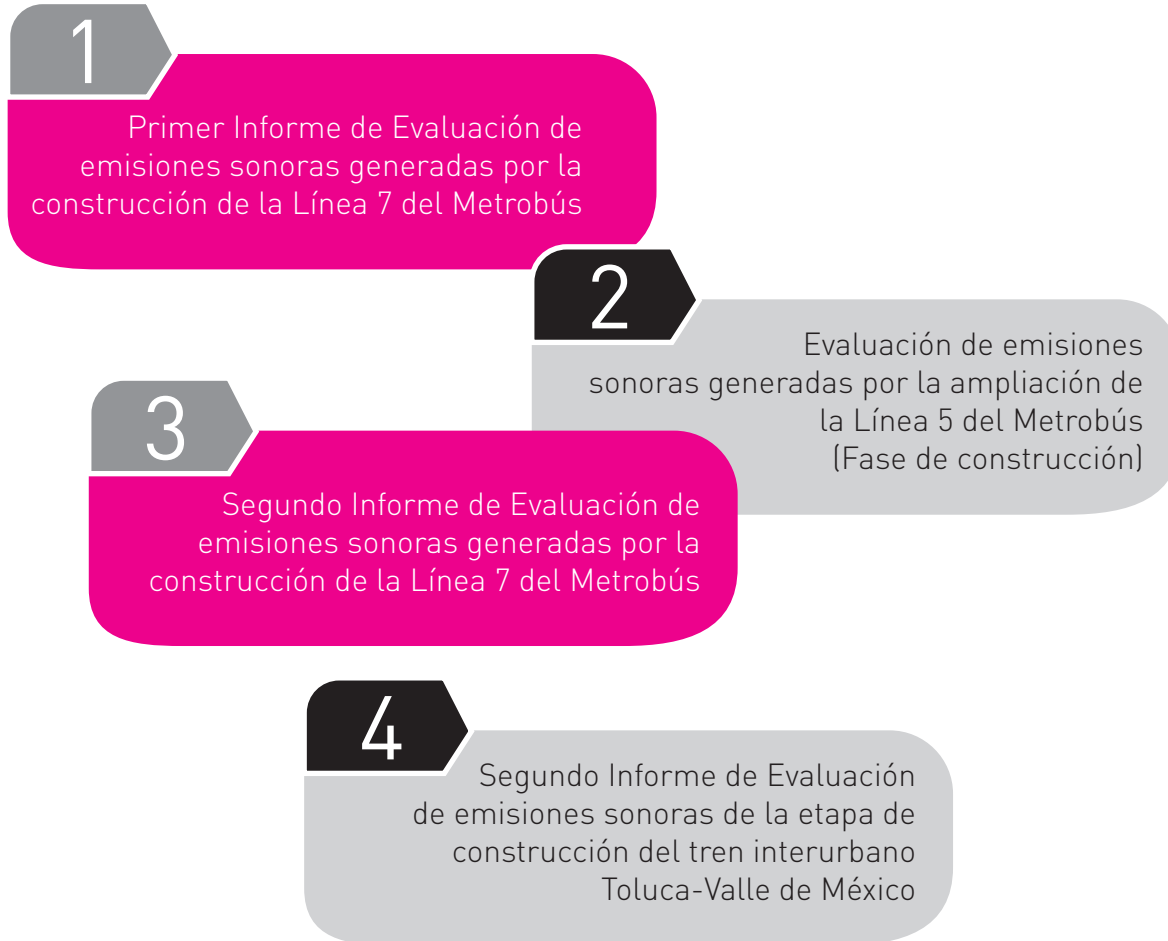 1
Primer Informe de Evaluación de
emisiones sonoras generadas por la
construcción de la Línea 7 del Metrobús
2
Evaluación de emisiones
sonoras generadas por la ampliación de
la Línea 5 del Metrobús
(Fase de construcción)
3
Segundo Informe de Evaluación de
emisiones sonoras generadas por la
construcción de la Línea 7 del Metrobús
4
Segundo Informe de Evaluación
de emisiones sonoras de la etapa de
construcción del tren interurbano
Toluca-Valle de México